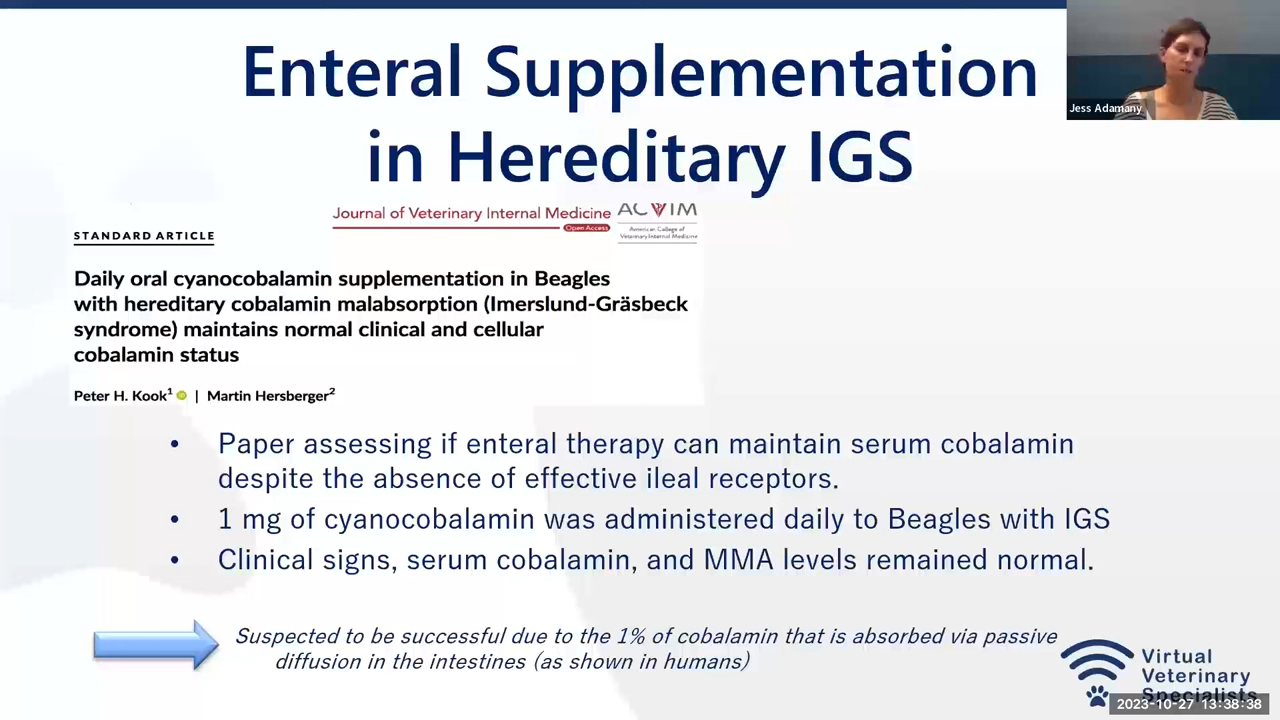 Enteral Supplementation
in Hereditary IGS
Jess Adamany
Journal of Veterinary Internal Medicine
Open Access
ACVIM
American College of
Veterinary Internal Medicine
STANDARD ARTICLE
Daily oral cyanocobalamin supplementation in Beagles
with hereditary cobalamin malabsorption (Imerslund-Gräsbeck
syndrome) maintains normal clinical and cellular
cobalamin status
Peter H. Kook1 iD | Martin Hersberger2
• Paper assessing if enteral therapy can maintain serum cobalamin
despite the absence of effective ileal receptors.
• 1 mg of cyanocobalamin was administered daily to Beagles with IGS
• Clinical signs, serum cobalamin, and MMA levels remained normal.
Suspected to be successful due to the 1% of cobalamin that is absorbed via passive
diffusion in the intestines (as shown in humans)
Virtual
Veterinary
Specialists
2023-10-27 13:38:38